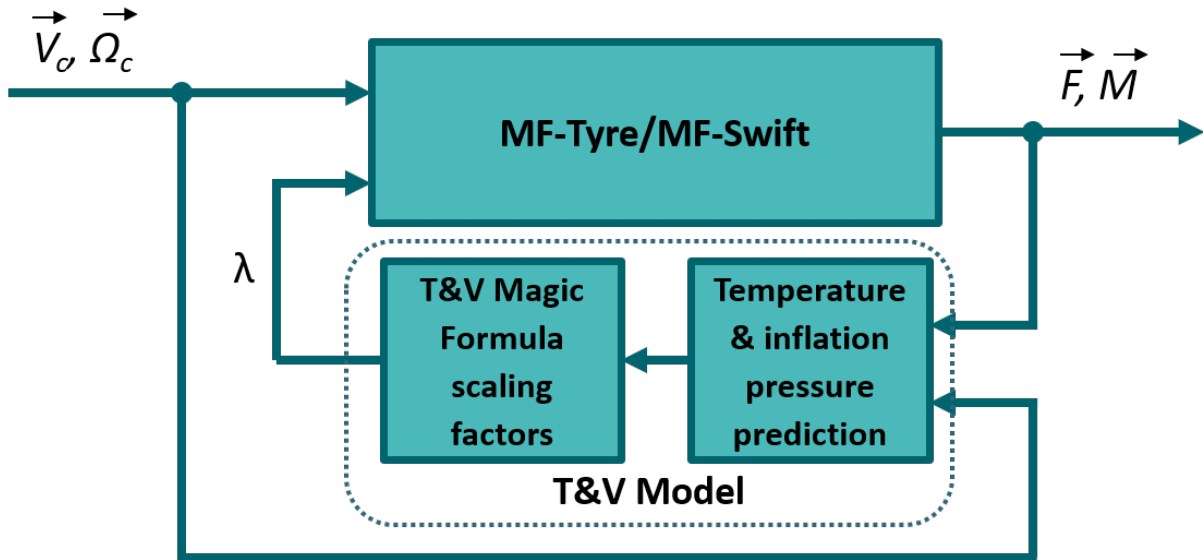 V_c, Ω_c
F, M
MF-Tyre/MF-Swift
λ
T&V Magic
Formula
scaling
factors
Temperature
& inflation
pressure
prediction
T&V Model